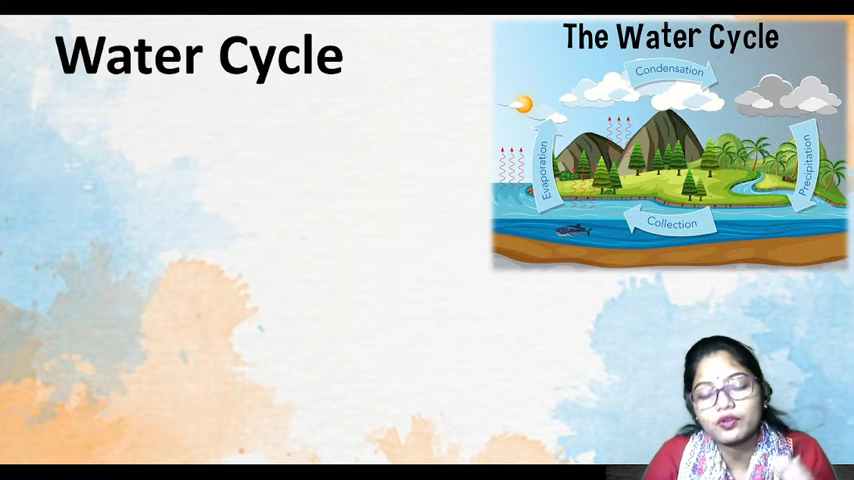 Water Cycle
The Water Cycle
Condensation
Evaporation
Precipitation
Collection